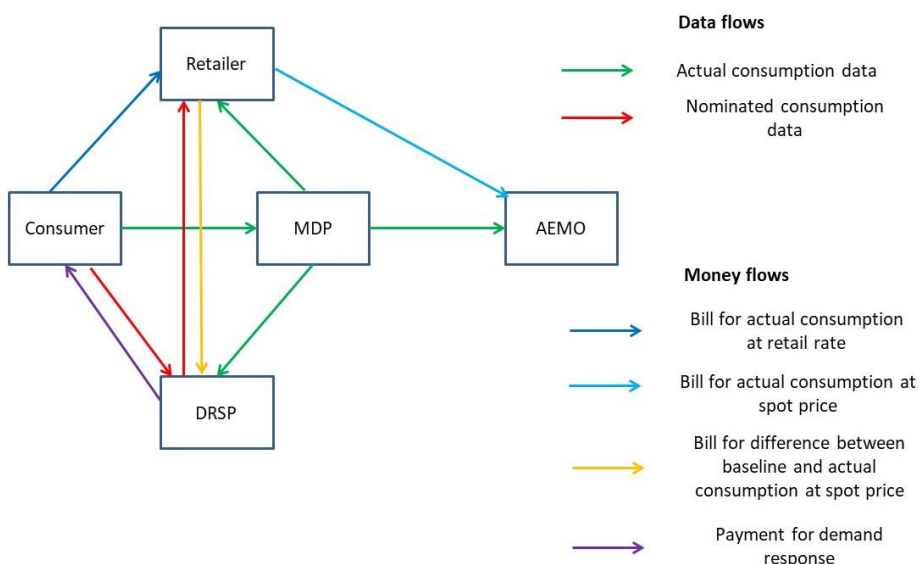 Retailer
Consumer
MDP
AEMO
DRSP
Data flows
Actual consumption data
Nominated consumption
data
Money flows
Bill for actual consumption
at retail rate
Bill for actual consumption at
spot price
Bill for difference between
baseline and actual
consumption at spot price
Payment for demand
response